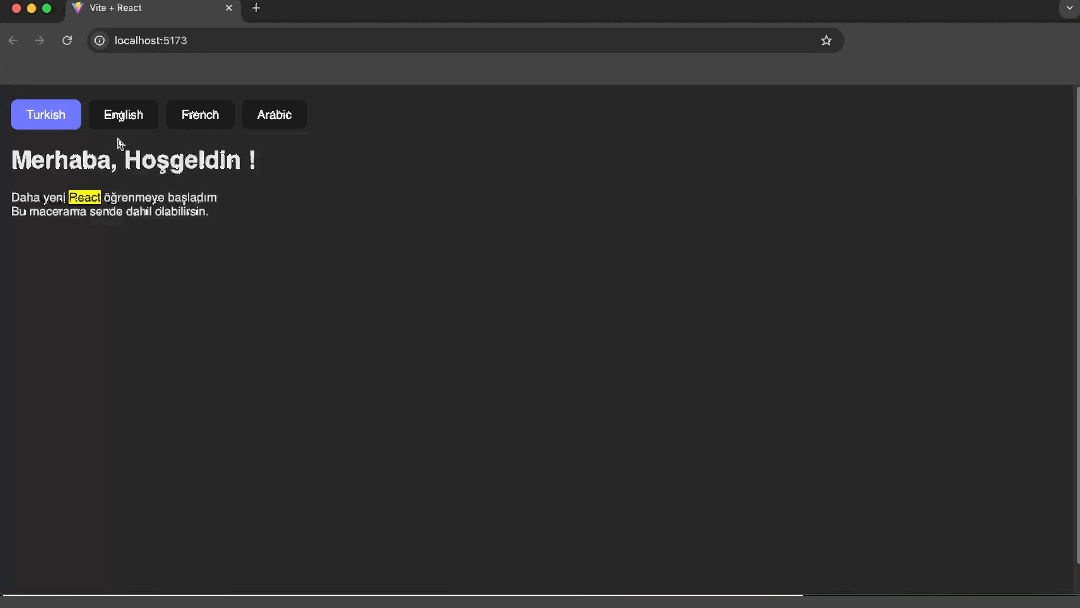 Vite + React
localhost:5173
Turkish English French Arabic
Merhaba, Hoşgeldin !
Daha yeni React öğrenmeye başladım
Bu macerama sende dahil olabilirsin.